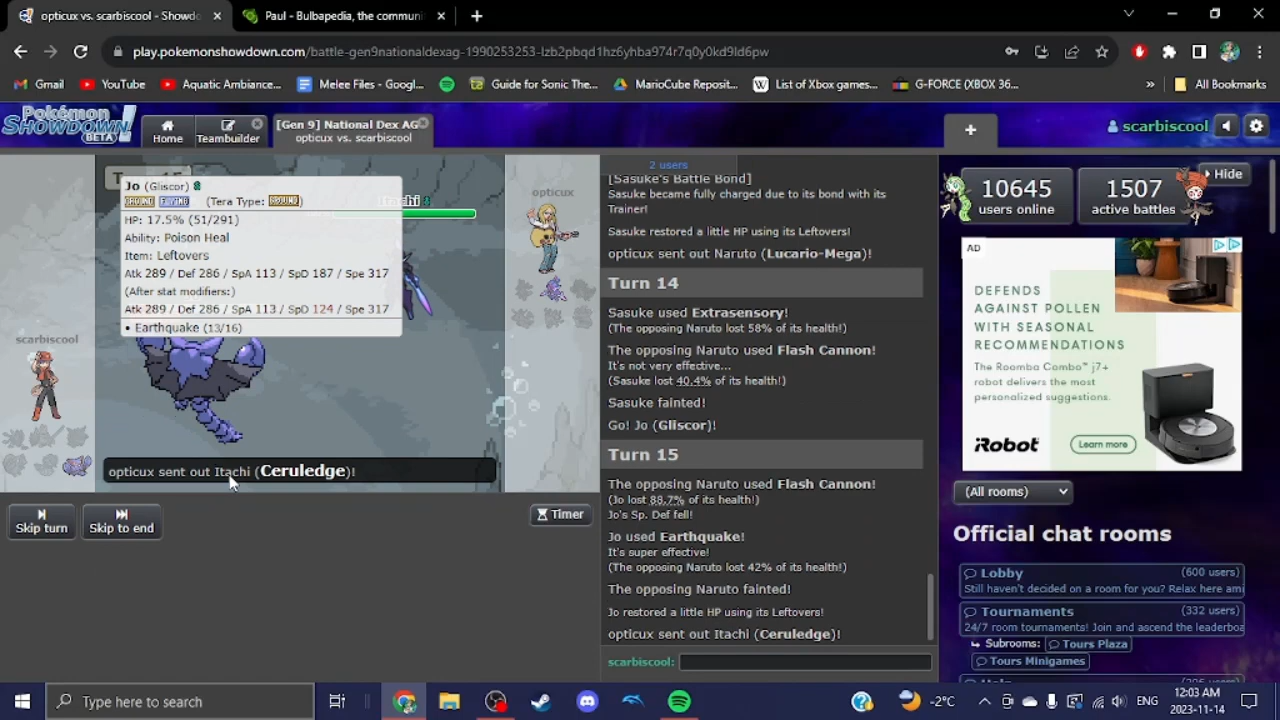 opticux vs. scarbiscool - Showdo
Paul - Bulbapedia, the communi
play.pokemonshowdown.com/battle-gen9nationaldexag-1990253253-lzb2pbqd1hz6yhba974r7q0y0kd9ld6pw
Gmail
YouTube
Aquatic Ambiance...
Melee Files - Googl...
Guide for Sonic The...
MarioCube Reposit...
List of Xbox games...
G-FORCE (XBOX 36...
»
All Bookmarks
Pokémon
SHOWDOWN!
BETA
Home
Teambuilder
[Gen 9] National Dex AG
opticux vs. scarbiscool
+
scarbiscool
Jo (Gliscor)
GROUND FLYING (Tera Type: GROUND)
HP: 17.5% (51/291)
Ability: Poison Heal
Item: Leftovers
Atk 289 / Def 286 / SpA 113 / SpD 187 / Spe 317
(After stat modifiers:)
Atk 289 / Def 286 / SpA 113 / SpD 124 / Spe 317
• Earthquake (13/16)
opticux
scarbiscool
opticux sent out Itachi (Ceruledge)!
Skip turn
Skip to end
Timer
2 users
[Sasuke's Battle Bond]
Sasuke became fully charged due to its bond with its
Trainer!
Sasuke restored a little HP using its Leftovers!
opticux sent out Naruto (Lucario-Mega)!
Turn 14
Sasuke used Extrasensory!
(The opposing Naruto lost 58% of its health!)
The opposing Naruto used Flash Cannon!
It's not very effective...
(Sasuke lost 40.4% of its health!)
Sasuke fainted!
Go! Jo (Gliscor)!
Turn 15
The opposing Naruto used Flash Cannon!
(Jo lost 88.7% of its health!)
Jo's Sp. Def fell!
Jo used Earthquake!
It's super effective!
(The opposing Naruto lost 42% of its health!)
The opposing Naruto fainted!
Jo restored a little HP using its Leftovers!
opticux sent out Itachi (Ceruledge)!
scarbiscool:
10645
users online
1507
active battles
Hide
AD
DEFENDS
AGAINST POLLEN
WITH SEASONAL
RECOMMENDATIONS
The Roomba Combo™ j7+
robot delivers the most
personalized suggestions.
iRobot
Learn more
(All rooms)
Official chat rooms
Lobby
(600 users)
Still haven't decided on a room for you? Relax here ami
Tournaments
(332 users)
24/7 room tournaments! Join and ascend the leaderboa
Subrooms: Tours Plaza
Tours Minigames
Type here to search
-2°C
ENG
12:03 AM
2023-11-14